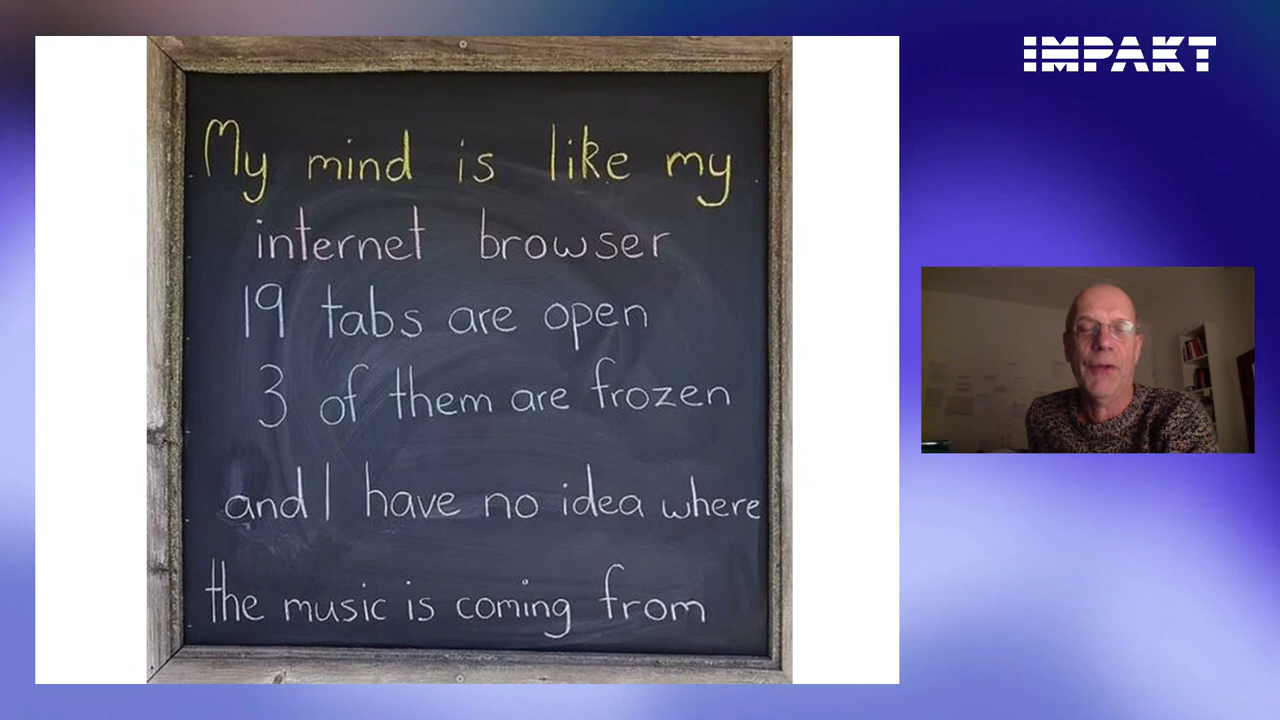 IMPAKT
My mind is like my
internet browser
19 tabs are open
3 of them are frozen
and I have no idea where
the music is coming from